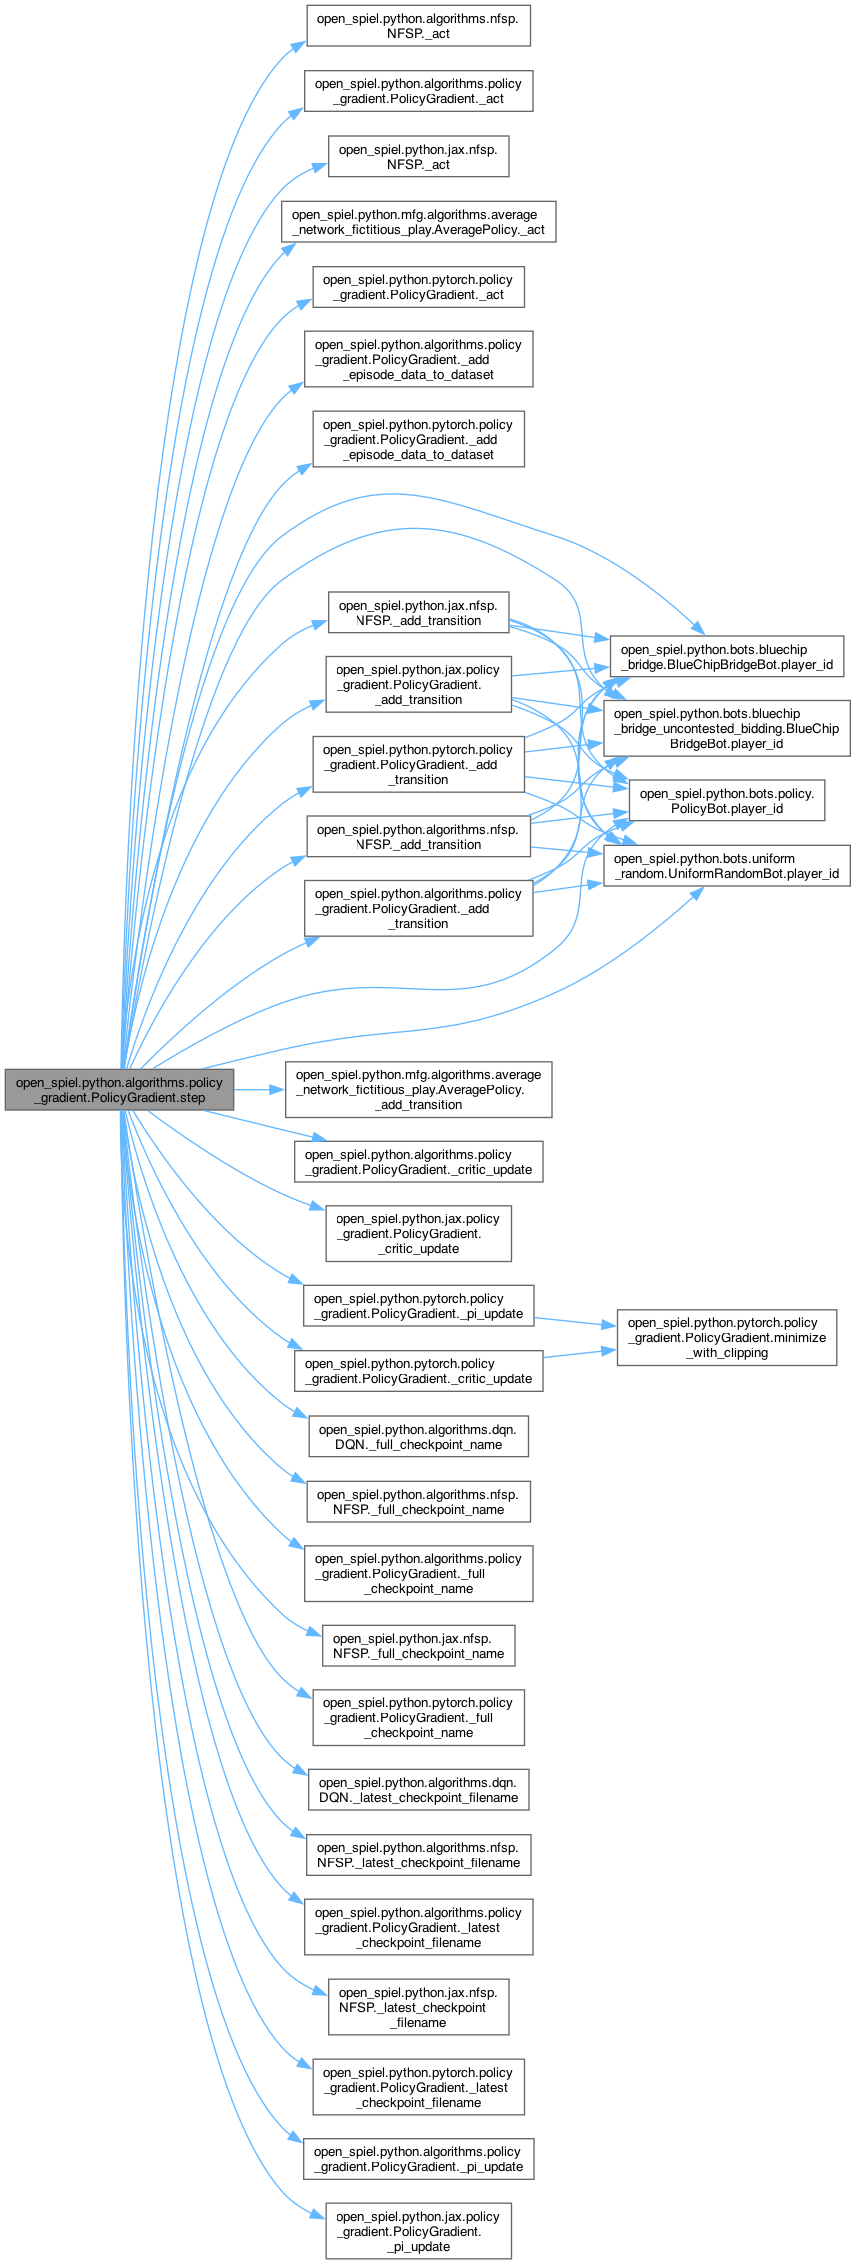 open_spiel.python.algorithms.nfsp.
NFSP._act
open_spiel.python.algorithms.policy
_gradient.PolicyGradient._act
open_spiel.python.jax.nfsp.
NFSP._act
open_spiel.python.mfg.algorithms.average
_network_fictitious_play.AveragePolicy._act
open_spiel.python.pytorch.policy
_gradient.PolicyGradient._act
open_spiel.python.algorithms.policy
_gradient.PolicyGradient._add
_episode_data_to_dataset
open_spiel.python.pytorch.policy
_gradient.PolicyGradient._add
_episode_data_to_dataset
open_spiel.python.jax.nfsp.
NFSP._add_transition
open_spiel.python.jax.policy
_gradient.PolicyGradient.
_add_transition
open_spiel.python.pytorch.policy
_gradient.PolicyGradient._add
_transition
open_spiel.python.algorithms.nfsp.
NFSP._add_transition
open_spiel.python.algorithms.policy
_gradient.PolicyGradient._add
_transition
open_spiel.python.bots.bluechip
_bridge.BlueChipBridgeBot.player_id
open_spiel.python.bots.bluechip
_bridge_uncontested_bidding.BlueChip
BridgeBot.player_id
open_spiel.python.bots.policy.
PolicyBot.player_id
open_spiel.python.bots.uniform
_random.UniformRandomBot.player_id
open_spiel.python.algorithms.policy
_gradient.PolicyGradient.step
open_spiel.python.mfg.algorithms.average
_network_fictitious_play.AveragePolicy.
_add_transition
open_spiel.python.algorithms.policy
_gradient.PolicyGradient._critic_update
open_spiel.python.jax.policy
_gradient.PolicyGradient.
_critic_update
open_spiel.python.pytorch.policy
_gradient.PolicyGradient._pi_update
open_spiel.python.pytorch.policy
_gradient.PolicyGradient._critic_update
open_spiel.python.pytorch.policy
_gradient.PolicyGradient.minimize
_with_clipping
open_spiel.python.algorithms.dqn.
DQN._full_checkpoint_name
open_spiel.python.algorithms.nfsp.
NFSP._full_checkpoint_name
open_spiel.python.algorithms.policy
_gradient.PolicyGradient._full
_checkpoint_name
open_spiel.python.jax.nfsp.
NFSP._full_checkpoint_name
open_spiel.python.pytorch.policy
_gradient.PolicyGradient._full
_checkpoint_name
open_spiel.python.algorithms.dqn.
DQN._latest_checkpoint_filename
open_spiel.python.algorithms.nfsp.
NFSP._latest_checkpoint_filename
open_spiel.python.algorithms.policy
_gradient.PolicyGradient._latest
_checkpoint_filename
open_spiel.python.jax.nfsp.
NFSP._latest_checkpoint
_filename
open_spiel.python.pytorch.policy
_gradient.PolicyGradient._latest
_checkpoint_filename
open_spiel.python.algorithms.policy
_gradient.PolicyGradient._pi_update
open_spiel.python.jax.policy
_gradient.PolicyGradient.
_pi_update